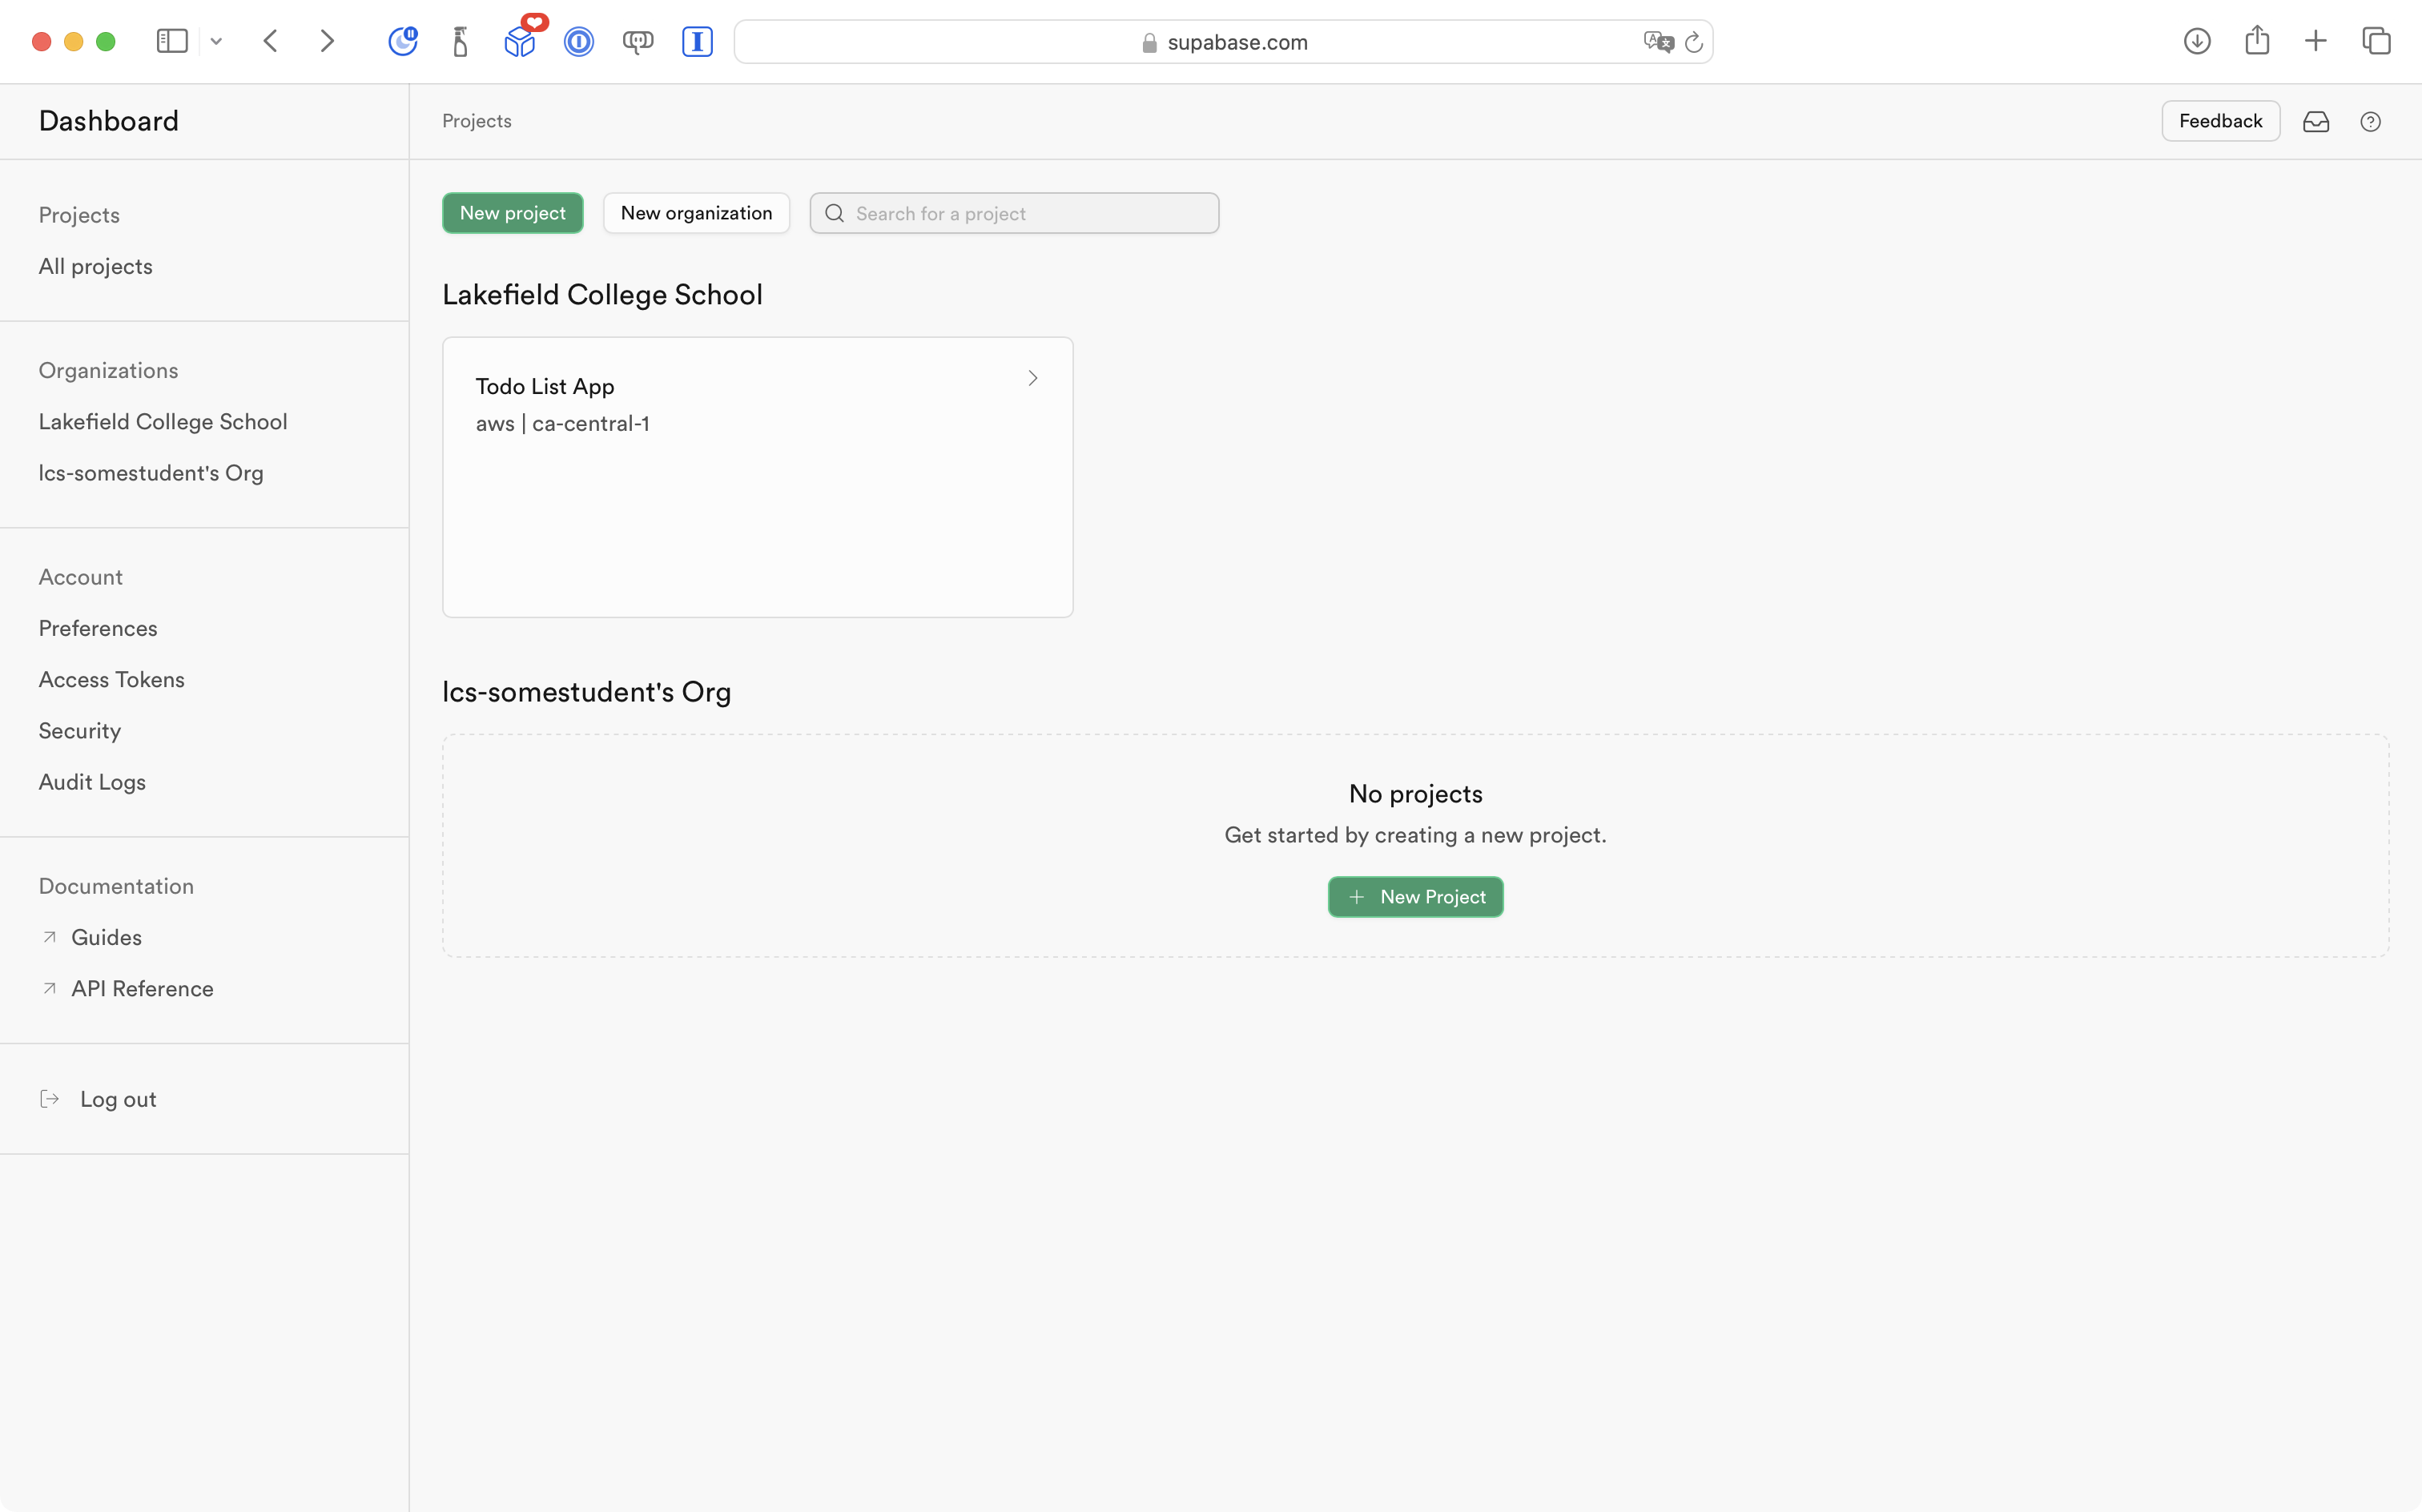 supabase.com
Dashboard
Projects
Feedback
Projects
All projects
Organizations
Lakefield College School
lcs-somestudent's Org
Account
Preferences
Access Tokens
Security
Audit Logs
Documentation
Guides
API Reference
Log out
New project
New organization
Search for a project
Lakefield College School
Todo List App
aws | ca-central-1
lcs-somestudent's Org
No projects
Get started by creating a new project.
New Project